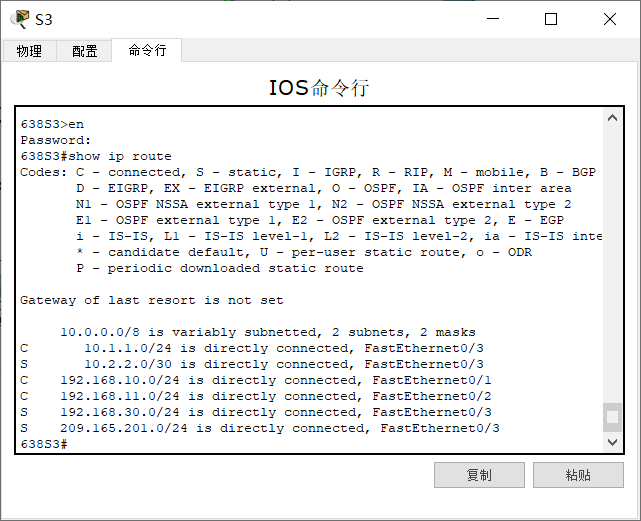 S3
物理 配置 命令行
IOS命令行
638S3>en
Password:
638S3#show ip route
Codes: C - connected, S - static, I - IGRP, R - RIP, M - mobile, B - BGP
       D - EIGRP, EX - EIGRP external, O - OSPF, IA - OSPF inter area
       N1 - OSPF NSSA external type 1, N2 - OSPF NSSA external type 2
       E1 - OSPF external type 1, E2 - OSPF external type 2, E - EGP
       i - IS-IS, L1 - IS-IS level-1, L2 - IS-IS level-2, ia - IS-IS inte
       * - candidate default, U - per-user static route, o - ODR
       P - periodic downloaded static route
Gateway of last resort is not set
     10.0.0.0/8 is variably subnetted, 2 subnets, 2 masks
C       10.1.1.0/24 is directly connected, FastEthernet0/3
S       10.2.2.0/30 is directly connected, FastEthernet0/3
C    192.168.10.0/24 is directly connected, FastEthernet0/1
C    192.168.11.0/24 is directly connected, FastEthernet0/2
S    192.168.30.0/24 is directly connected, FastEthernet0/3
S    209.165.201.0/24 is directly connected, FastEthernet0/3
638S3#
复制 粘贴